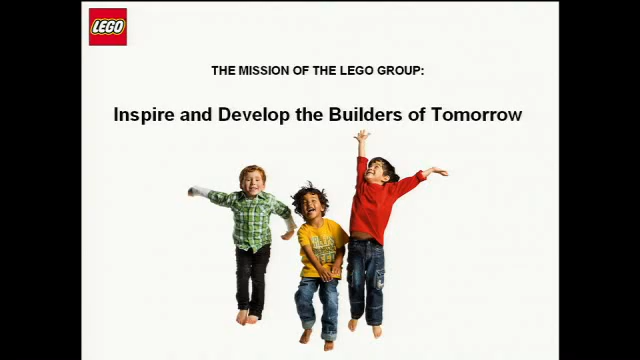 LEGO
THE MISSION OF THE LEGO GROUP:
Inspire and Develop the Builders of Tomorrow